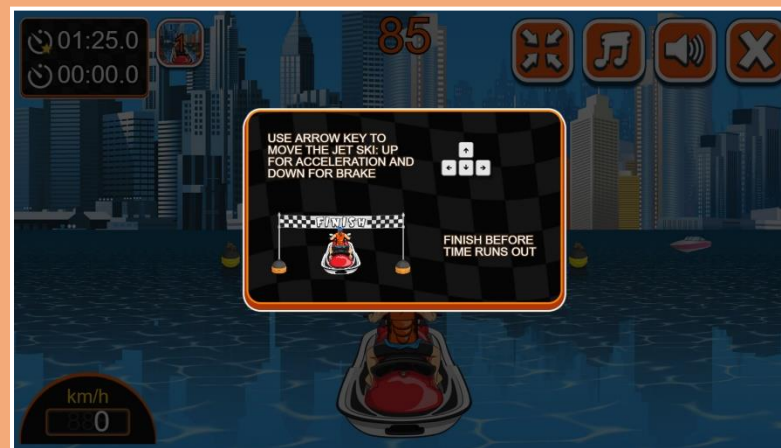 01:25.0
00:00.0
85
USE ARROW KEY TO
MOVE THE JET SKI: UP
FOR ACCELERATION AND
DOWN FOR BRAKE
FINISH
FINISH BEFORE
TIME RUNS OUT
km/h
0